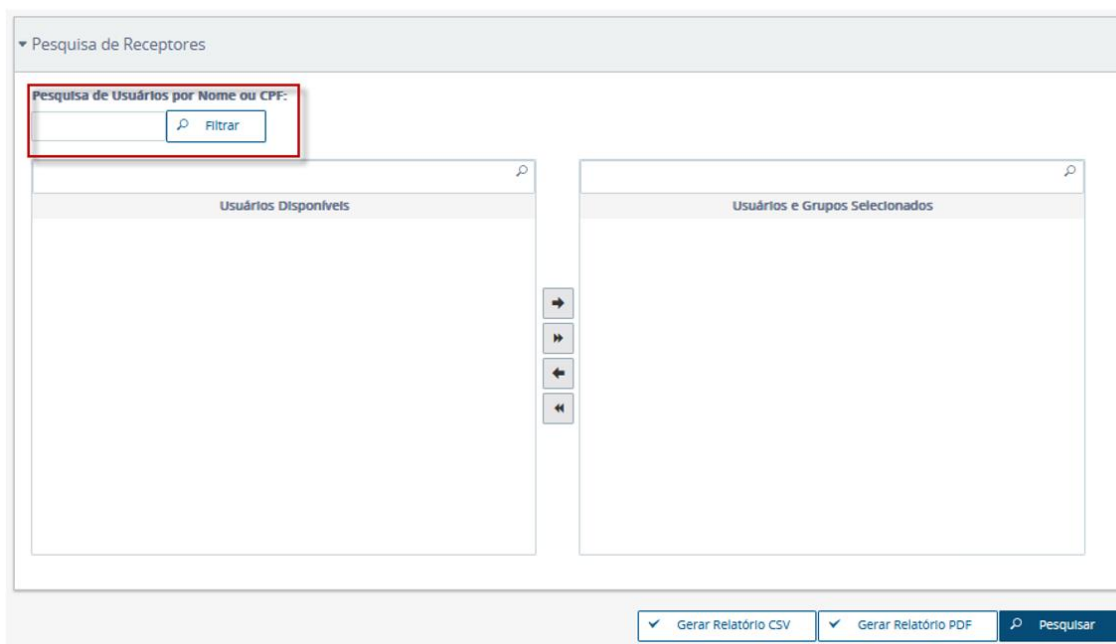 Pesquisa de Receptores
Pesquisa de Usuários por Nome ou CPF:
Filtrar
Usuários Disponíveis
Usuários e Grupos Selecionados
Gerar Relatório CSV
Gerar Relatório PDF
Pesquisar